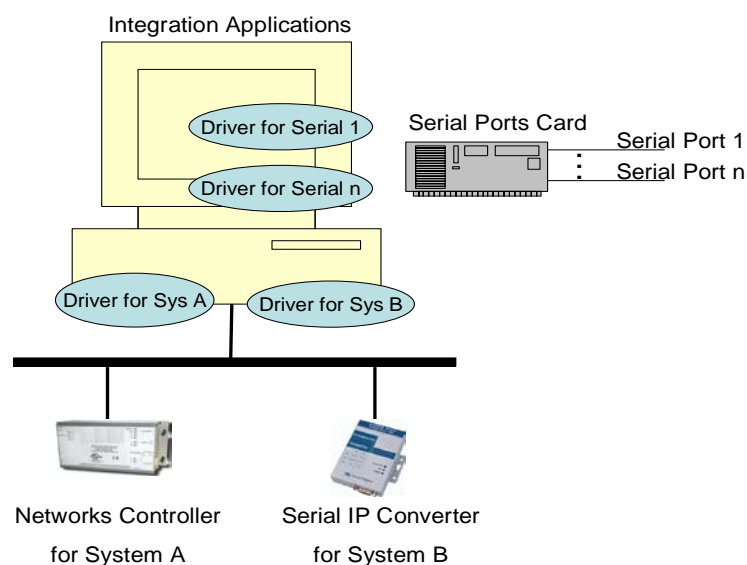 Integration Applications
Driver for Serial 1
Serial Ports Card
Serial Port 1
Driver for Serial n
Serial Port n
Driver for Sys A
Driver for Sys B
Networks Controller
for System A
Serial IP Converter
for System B